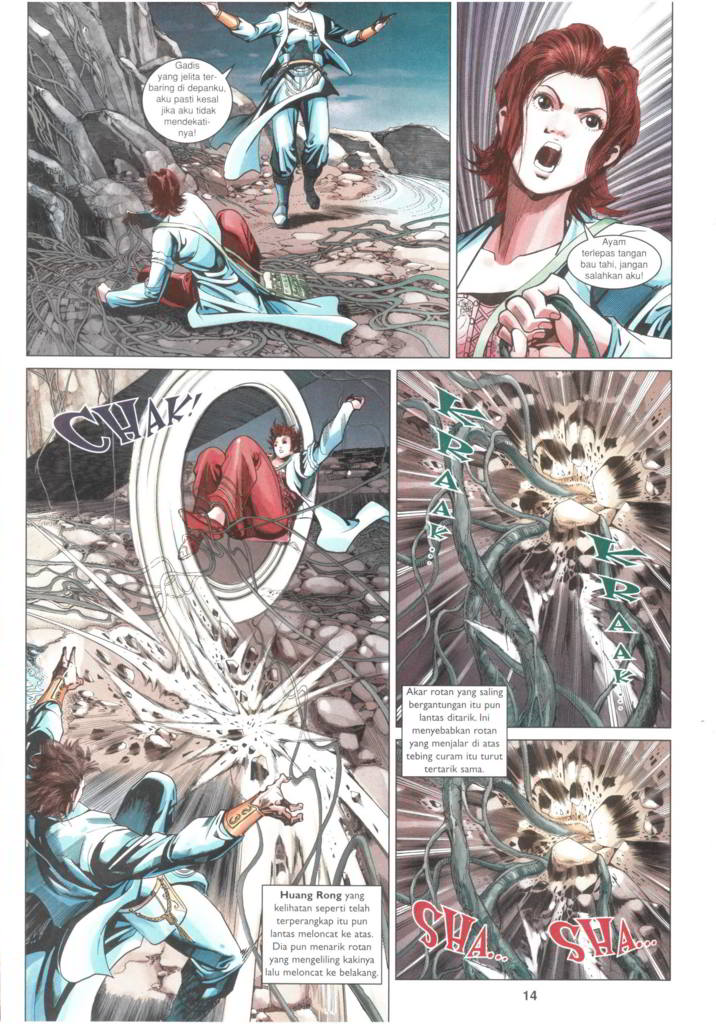 Gadis
yang jelita ter-
baring di depanku,
aku pasti kesal
jika aku tidak
mendekati-
nya!
Ayam
terlepas tangan
bau tahi, jangan
salahkan aku!
CHAK!
Huang Rong yang
kelihatan seperti telah
terperangkap itu pun
lantas meloncat ke atas.
Dia pun menarik rotan
yang mengeliling kakinya
lalu meloncat ke belakang.
KRAAK...
KRAAK...
Akar rotan yang saling
bergantungan itu pun
lantas ditarik. Ini
menyebabkan rotan
yang menjalar di atas
tebing curam itu turut
tertarik sama.
SHA...
SHA...
14